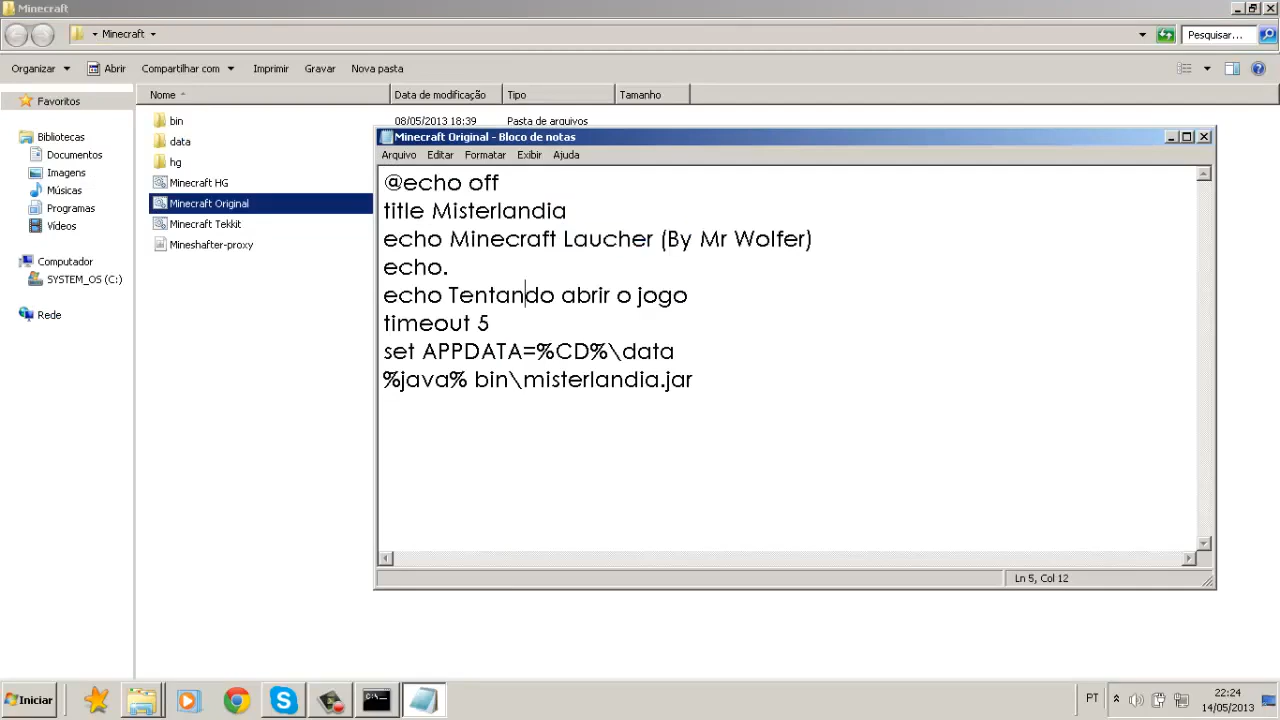 Minecraft
Minecraft
Pesquisar...
Organizar
Abrir
Compartilhar com
Imprimir
Gravar
Nova pasta
Nome
Data de modificação
Tipo
Tamanho
Favoritos
Bibliotecas
Documentos
Imagens
Músicas
Programas
Vídeos
Computador
SYSTEM_OS (C:)
Rede
bin
08/05/2013 18:39
Pasta de arquivos
data
hg
Minecraft HG
Minecraft Original
Minecraft Tekkit
Mineshafter-proxy
Minecraft Original - Bloco de notas
Arquivo
Editar
Formatar
Exibir
Ajuda
@echo off
title Misterlandia
echo Minecraft Laucher (By Mr Wolfer)
echo.
echo Tentando abrir o jogo
timeout 5
set APPDATA=%CD%\data
%java% bin\misterlandia.jar
Ln 5, Col 12
Iniciar
PT
22:24
14/05/2013